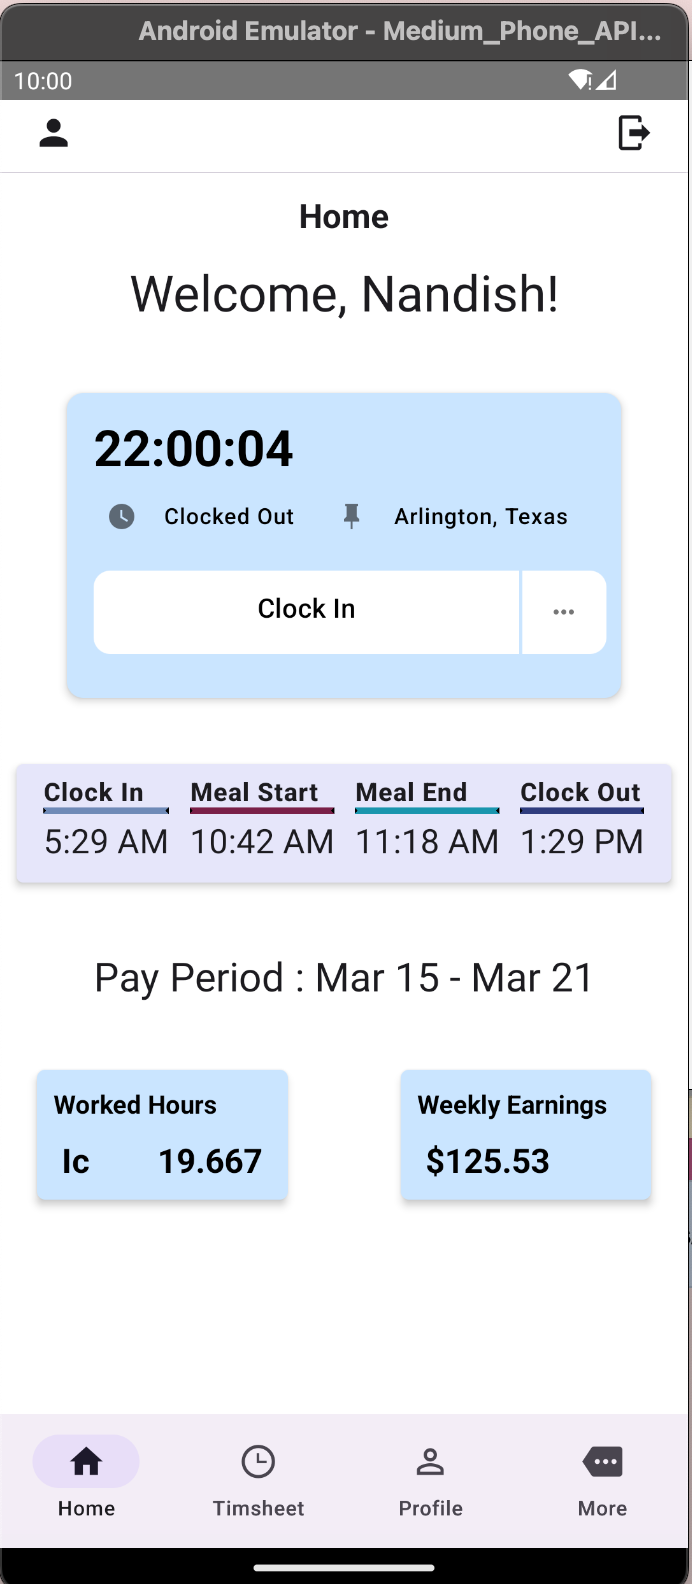 Android Emulator - Medium_Phone_API...
10:00
Home
Welcome, Nandish!
22:00:04
Clocked Out Arlington, Texas
Clock In ...
Clock In Meal Start Meal End Clock Out
5:29 AM 10:42 AM 11:18 AM 1:29 PM
Pay Period : Mar 15 - Mar 21
Worked Hours Weekly Earnings
Ic 19.667 $125.53
Home Timsheet Profile More